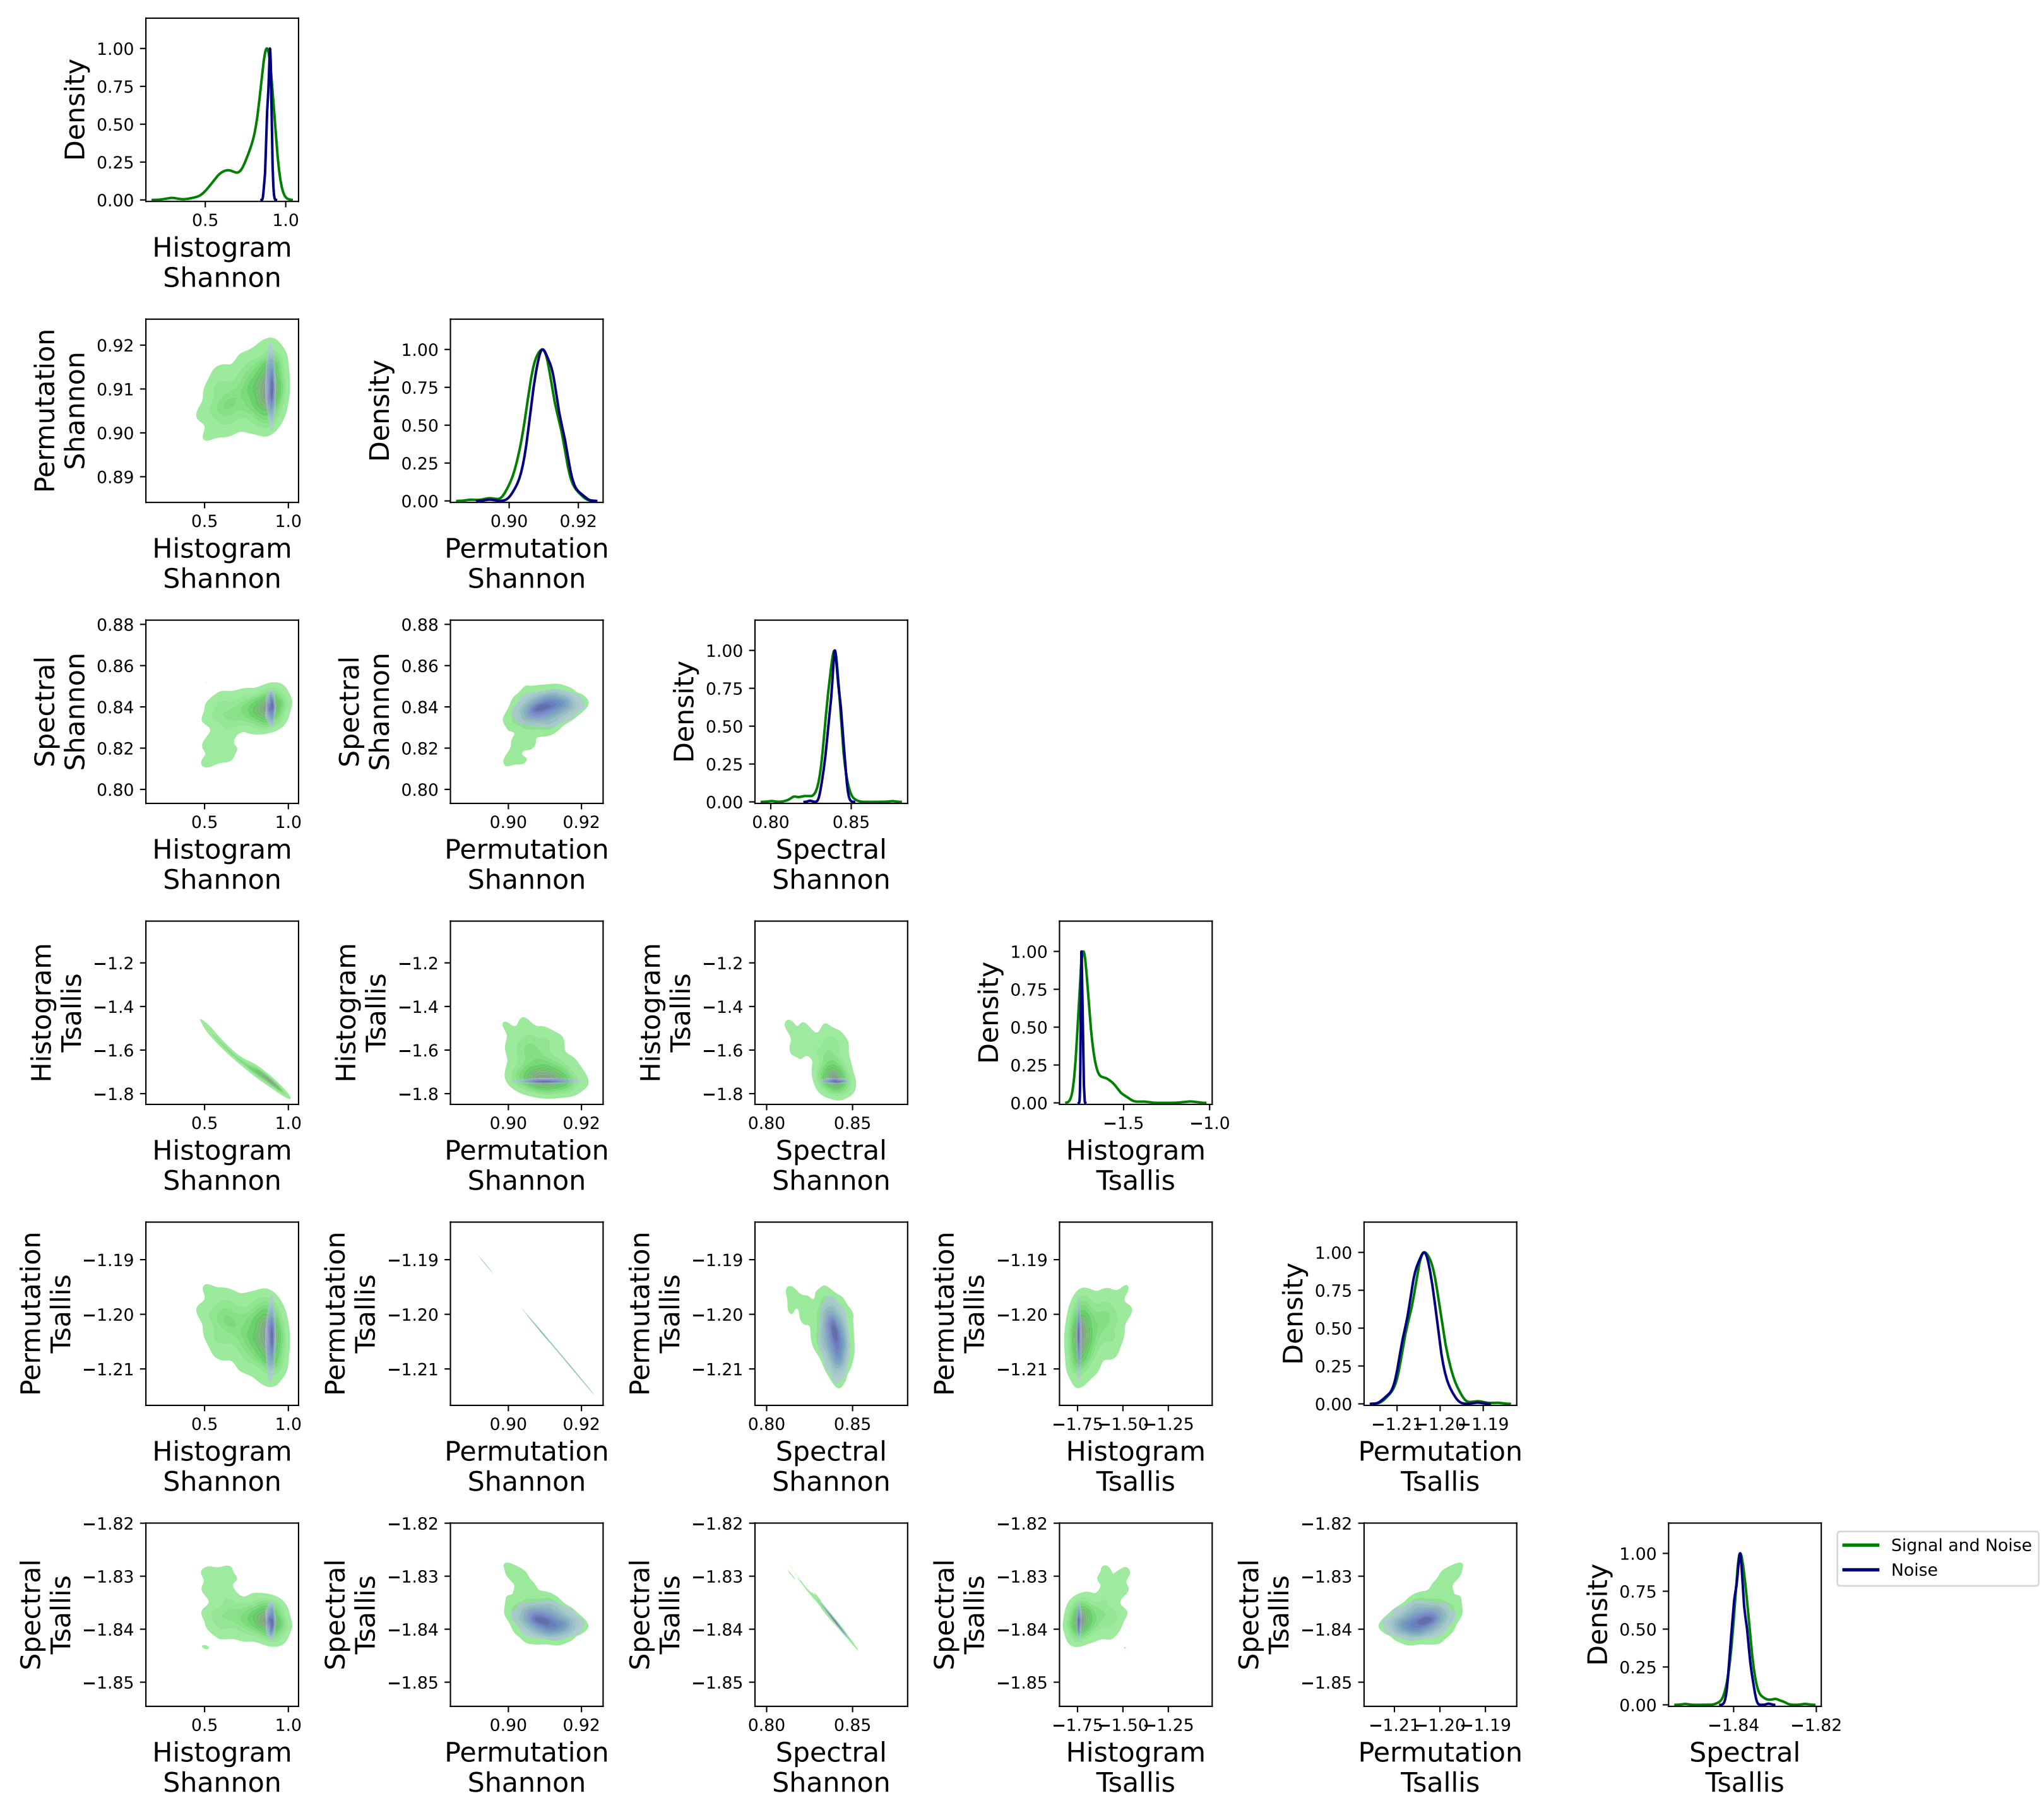 1.00
0.75
0.50
0.25
0.00
Density
0.5 1.0
Histogram
Shannon
0.92
0.91
0.90
0.89
Permutation
Shannon
0.5 1.0
Histogram
Shannon
1.00
0.75
0.50
0.25
0.00
Density
0.90 0.92
Permutation
Shannon
0.88
0.86
0.84
0.82
0.80
Spectral
Shannon
0.5 1.0
Histogram
Shannon
0.88
0.86
0.84
0.82
0.80
Spectral
Shannon
0.90 0.92
Permutation
Shannon
1.00
0.75
0.50
0.25
0.00
Density
0.80 0.85
Spectral
Shannon
−1.2
−1.4
−1.6
−1.8
Histogram
Tsallis
0.5 1.0
Histogram
Shannon
−1.2
−1.4
−1.6
−1.8
Histogram
Tsallis
0.90 0.92
Permutation
Shannon
−1.2
−1.4
−1.6
−1.8
Histogram
Tsallis
0.80 0.85
Spectral
Shannon
1.00
0.75
0.50
0.25
0.00
Density
−1.5 −1.0
Histogram
Tsallis
−1.19
−1.20
−1.21
Permutation
Tsallis
0.5 1.0
Histogram
Shannon
−1.19
−1.20
−1.21
Permutation
Tsallis
0.90 0.92
Permutation
Shannon
−1.19
−1.20
−1.21
Permutation
Tsallis
0.80 0.85
Spectral
Shannon
−1.19
−1.20
−1.21
Permutation
Tsallis
−1.75 −1.50 −1.25
Histogram
Tsallis
1.00
0.75
0.50
0.25
0.00
Density
−1.21 −1.20 −1.19
Permutation
Tsallis
−1.82
−1.83
−1.84
−1.85
Spectral
Tsallis
0.5 1.0
Histogram
Shannon
−1.82
−1.83
−1.84
−1.85
Spectral
Tsallis
0.90 0.92
Permutation
Shannon
−1.82
−1.83
−1.84
−1.85
Spectral
Tsallis
0.80 0.85
Spectral
Shannon
−1.82
−1.83
−1.84
−1.85
Spectral
Tsallis
−1.75 −1.50 −1.25
Histogram
Tsallis
−1.82
−1.83
−1.84
−1.85
Spectral
Tsallis
−1.21 −1.20 −1.19
Permutation
Tsallis
1.00
0.75
0.50
0.25
0.00
Density
−1.84 −1.82
Spectral
Tsallis
Signal and Noise
Noise